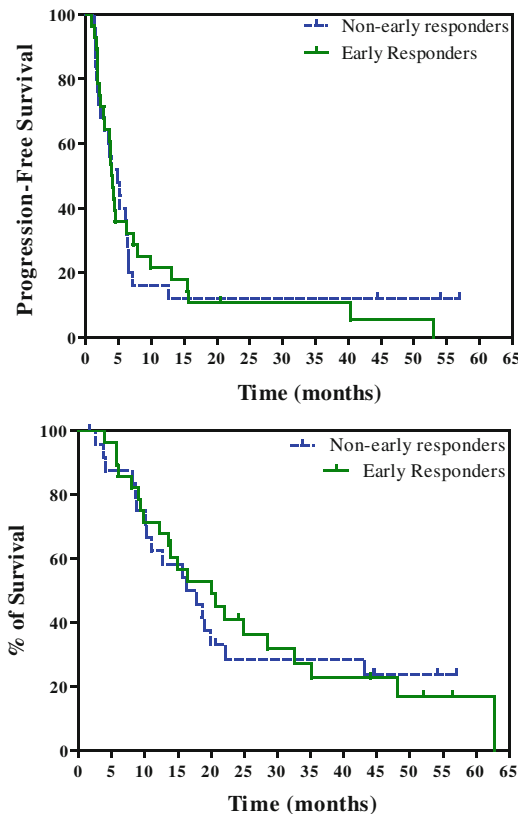 100
80
60
40
20
0
Progression-Free Survival
Non-early responders
Early Responders
0 5 10 15 20 25 30 35 40 45 50 55 60 65
Time (months)
100
80
60
40
20
0
% of Survival
Non-early responders
Early Responders
0 5 10 15 20 25 30 35 40 45 50 55 60 65
Time (months)